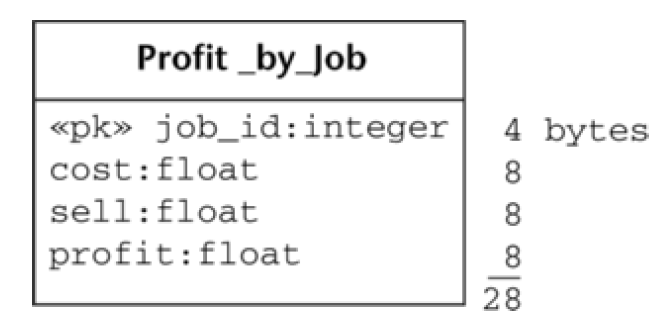 Profit _by_Job
«pk» job_id:integer 4 bytes
cost:float 8
sell:float 8
profit:float 8
28